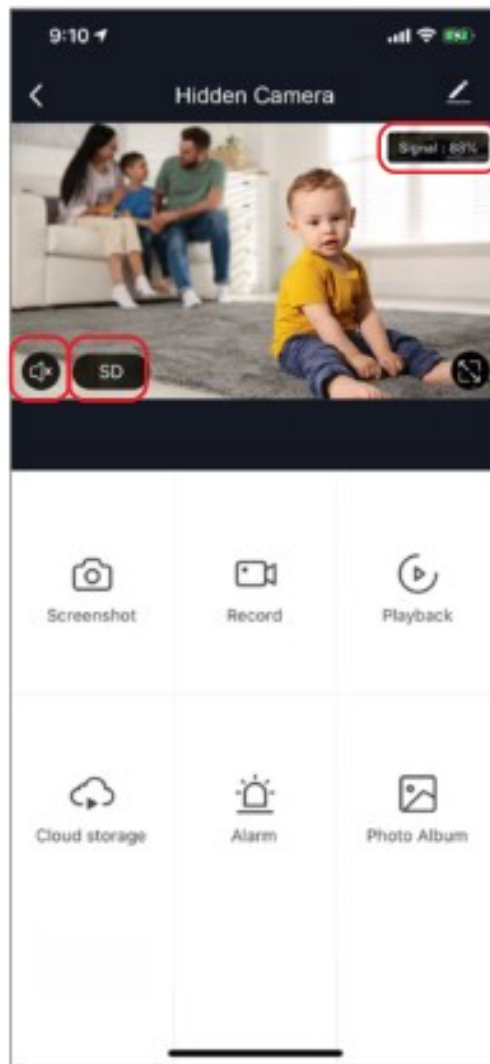 9:10
Hidden Camera
Signal : 88%
SD
Screenshot
Record
Playback
Cloud storage
Alarm
Photo Album